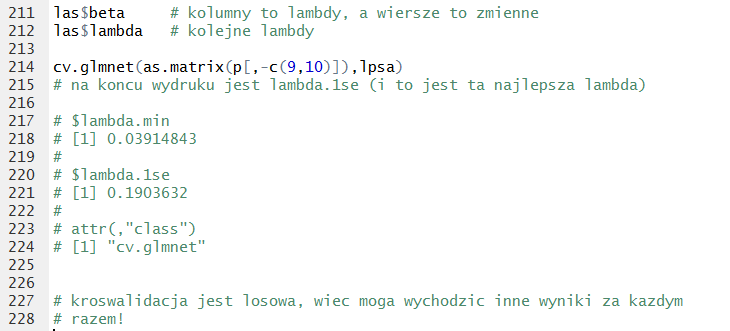 211 las$beta # kolumny to lambdy, a wiersze to zmienne
212 las$lambda # kolejne lambdy
213
214 cv.glmnet(as.matrix(p[,-c(9,10)]),lpsa)
215 # na koncu wydruku jest lambda.1se (i to jest ta najlepsza lambda)
216
217 # $lambda.min
218 # [1] 0.03914843
219 #
220 # $lambda.1se
221 # [1] 0.1903632
222 #
223 # attr(,"class")
224 # [1] "cv.glmnet"
225
226
227 # kroswalidacja jest losowa, wiec moga wychodzic inne wyniki za kazdym
228 # razem!